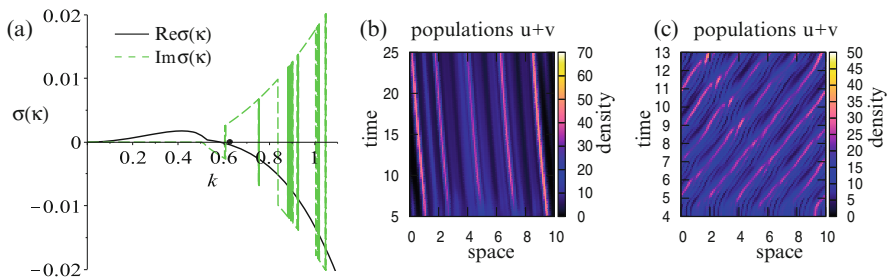 (a)
0.02
0.01
σ(κ)
0
−0.01
−0.02
0.2 0.4 0.6 0.8 1
k
Reσ(κ)
Imσ(κ)
(b) populations u+v
25
20
15
10
5
time
0 2 4 6 8 10
space
70
60
50
40
30
20
10
0
density
(c) populations u+v
13
12
11
10
9
8
7
6
5
4
time
0 2 4 6 8 10
space
50
45
40
35
30
25
20
15
10
5
0
density